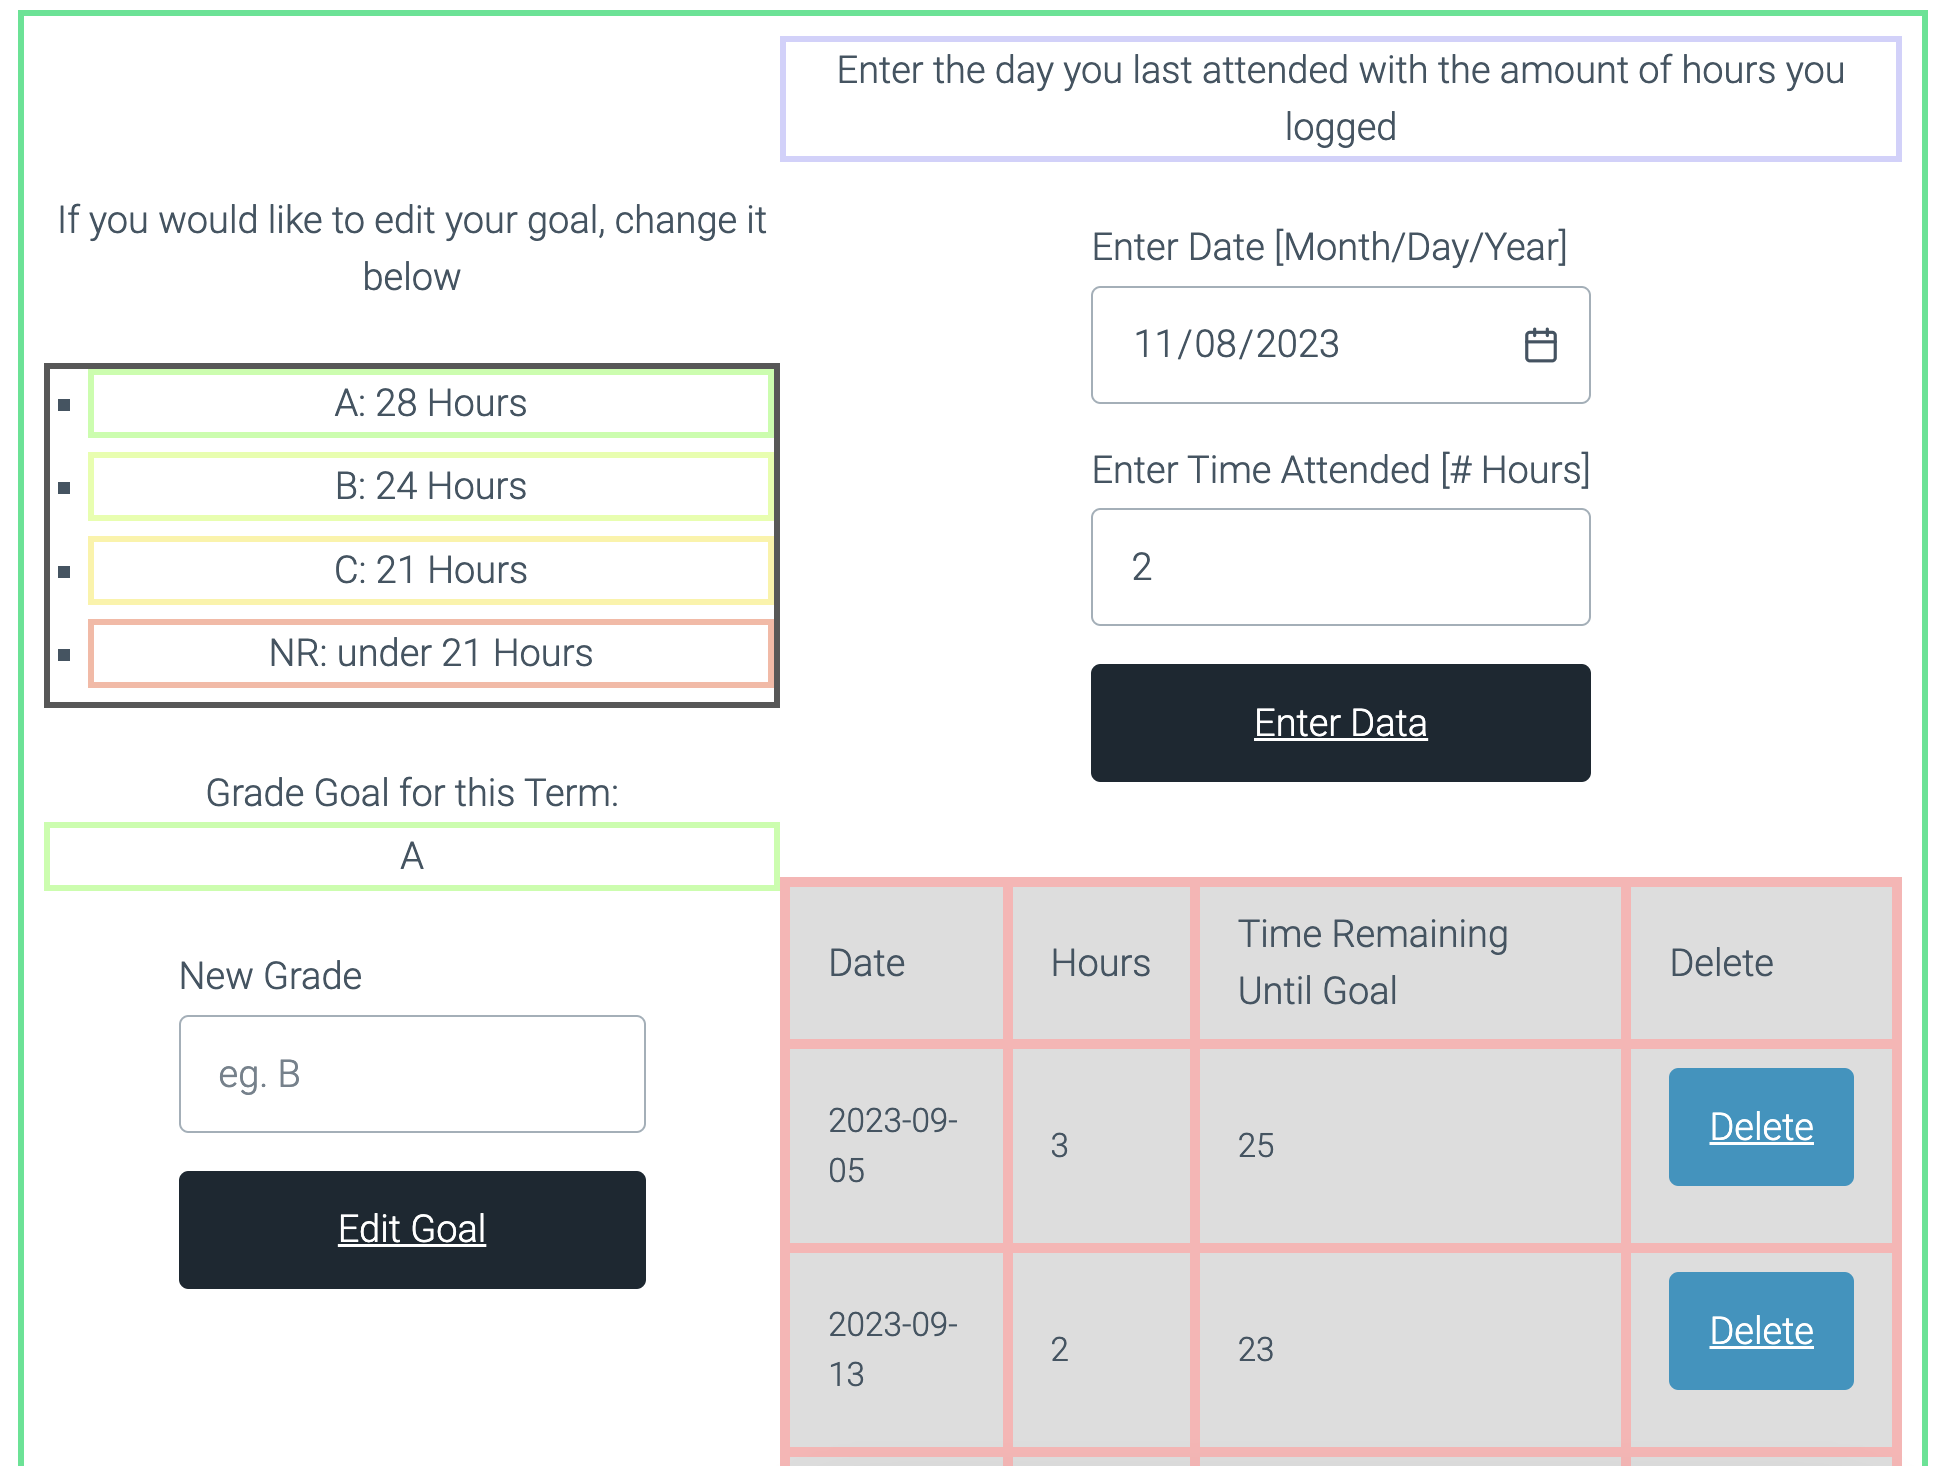 If you would like to edit your goal, change it
below
A: 28 Hours
B: 24 Hours
C: 21 Hours
NR: under 21 Hours
Grade Goal for this Term:
A
New Grade
eg. B
Edit Goal
Enter the day you last attended with the amount of hours you
logged
Enter Date [Month/Day/Year]
11/08/2023
Enter Time Attended [# Hours]
2
Enter Data
Date Hours Time Remaining Until Goal Delete
2023-09-05 3 25 Delete
2023-09-13 2 23 Delete